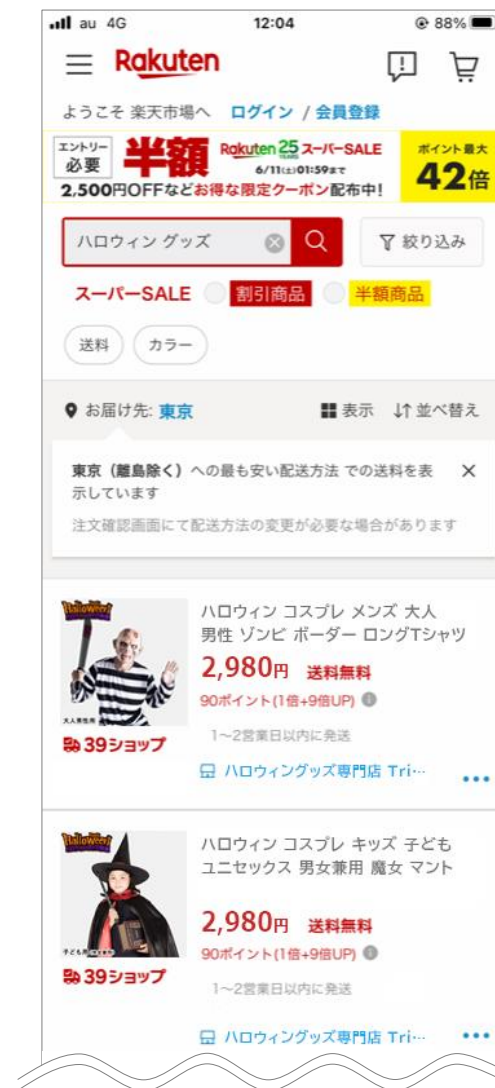 au 4G 12:04 88%
Rakuten
ようこそ 楽天市場へ ログイン / 会員登録
エントリー
必要
半額
Rakuten 25 YEARS スーパーSALE
6/11(土)01:59まで
ポイント最大
42倍
2,500円OFFなどお得な限定クーポン配布中!
ハロウィン グッズ
絞り込み
スーパーSALE 割引商品 半額商品
送料 カラー
お届け先: 東京 表示 並べ替え
東京（離島除く）への最も安い配送方法 での送料を表
示しています
注文確認画面にて配送方法の変更が必要な場合があります
Halloween
大人男性用
39ショップ
ハロウィン コスプレ メンズ 大人
男性 ゾンビ ボーダー ロングTシャツ
2,980円 送料無料
90ポイント(1倍+9倍UP)
1〜2営業日以内に発送
ハロウィングッズ専門店 Tri…
Halloween
39ショップ
ハロウィン コスプレ キッズ 子ども
ユニセックス 男女兼用 魔女 マント
2,980円 送料無料
90ポイント(1倍+9倍UP)
1〜2営業日以内に発送
ハロウィングッズ専門店 Tri…